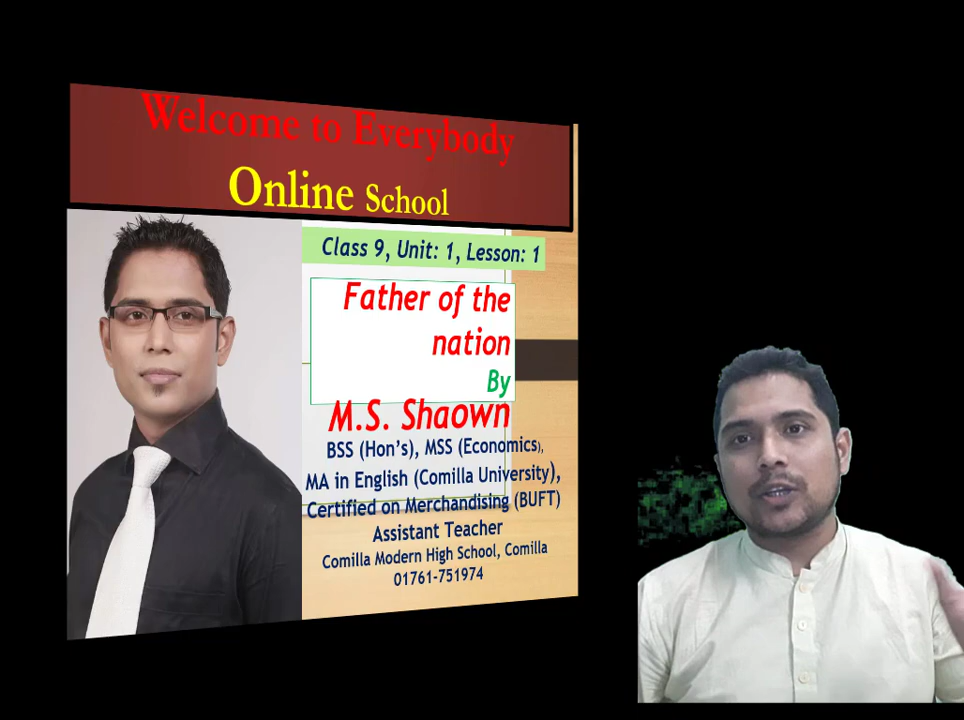 Welcome to Everybody
Online School
Class 9, Unit: 1, Lesson: 1
Father of the
nation
By
M.S. Shaown
BSS (Hon's), MSS (Economics),
MA in English (Comilla University),
Certified on Merchandising (BUFT)
Assistant Teacher
Comilla Modern High School, Comilla
01761-751974